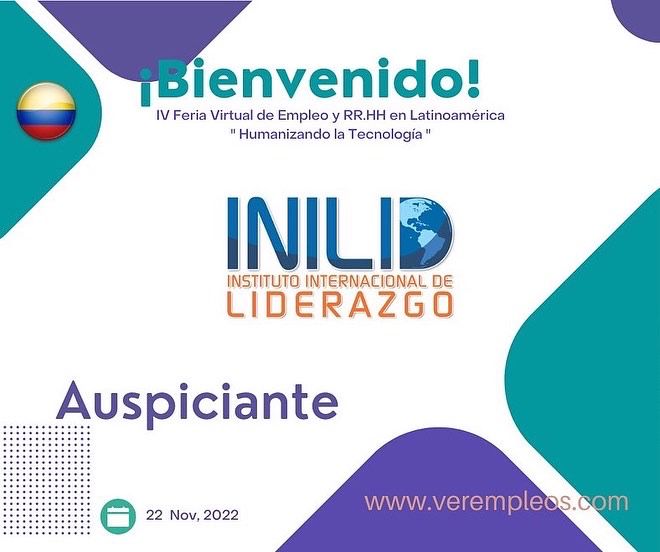 ¡Bienvenido!
IV Feria Virtual de Empleo y RR.HH en Latinoamérica
" Humanizando la Tecnología "
INILID
INSTITUTO INTERNACIONAL DE
LIDERAZGO
Auspiciante
22 Nov, 2022
www.verempleos.com